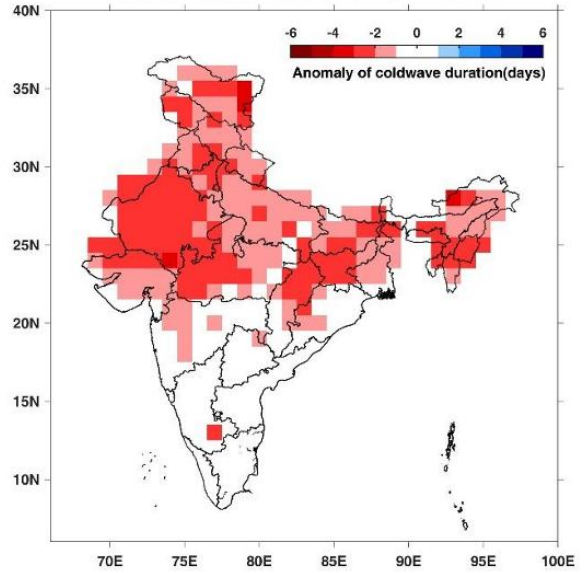 40N
-6 -4 -2 0 2 4 6
Anomaly of coldwave duration(days)
35N
30N
25N
20N
15N
10N
70E 75E 80E 85E 90E 95E 100E